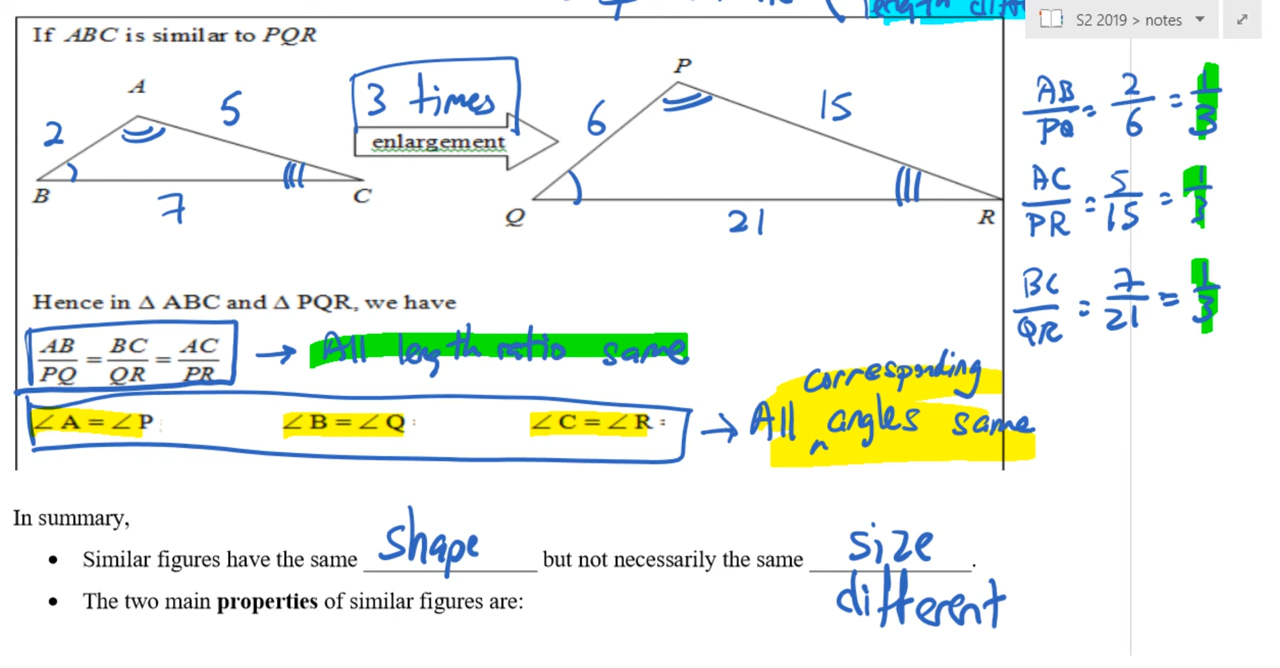 length diff
S2 2019 > notes
If ABC is similar to PQR
A
5
2
B
7
C
3 times
enlargement
P
6
15
Q
21
R
AB/PQ = 2/6 = 1/3
AC/PR = 5/15 = 1/3
BC/QR = 7/21 = 1/3
Hence in Δ ABC and Δ PQR, we have
AB/PQ = BC/QR = AC/PR → All length ratio same
∠A = ∠P ∠B = ∠Q ∠C = ∠R → All corresponding angles same
In summary,
• Similar figures have the same shape but not necessarily the same size.
different
• The two main properties of similar figures are: